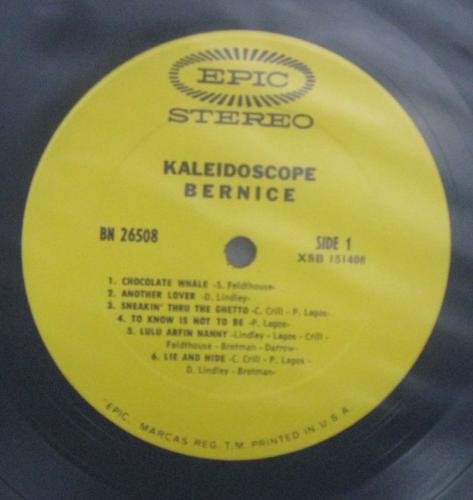 EPIC
STEREO
KALEIDOSCOPE
BERNICE
BN 26508
SIDE 1
XSB 151408
1. CHOCOLATE WHALE -S. Feldthouse-
2. ANOTHER LOVER -D. Lindley-
3. SNEAKIN' THRU THE GHETTO -C. Crill - P. Lagos-
4. TO KNOW IS NOT TO BE -P. Lagos-
5. LULU ARFIN NANNY -Lindley - Lagos - Crill -
Feldthouse - Brotman - Darrow-
6. LIE AND HIDE -C. Crill - P. Lagos -
D. Lindley - Brotman-
"EPIC, MARCAS REG. T.M. PRINTED IN U.S.A.